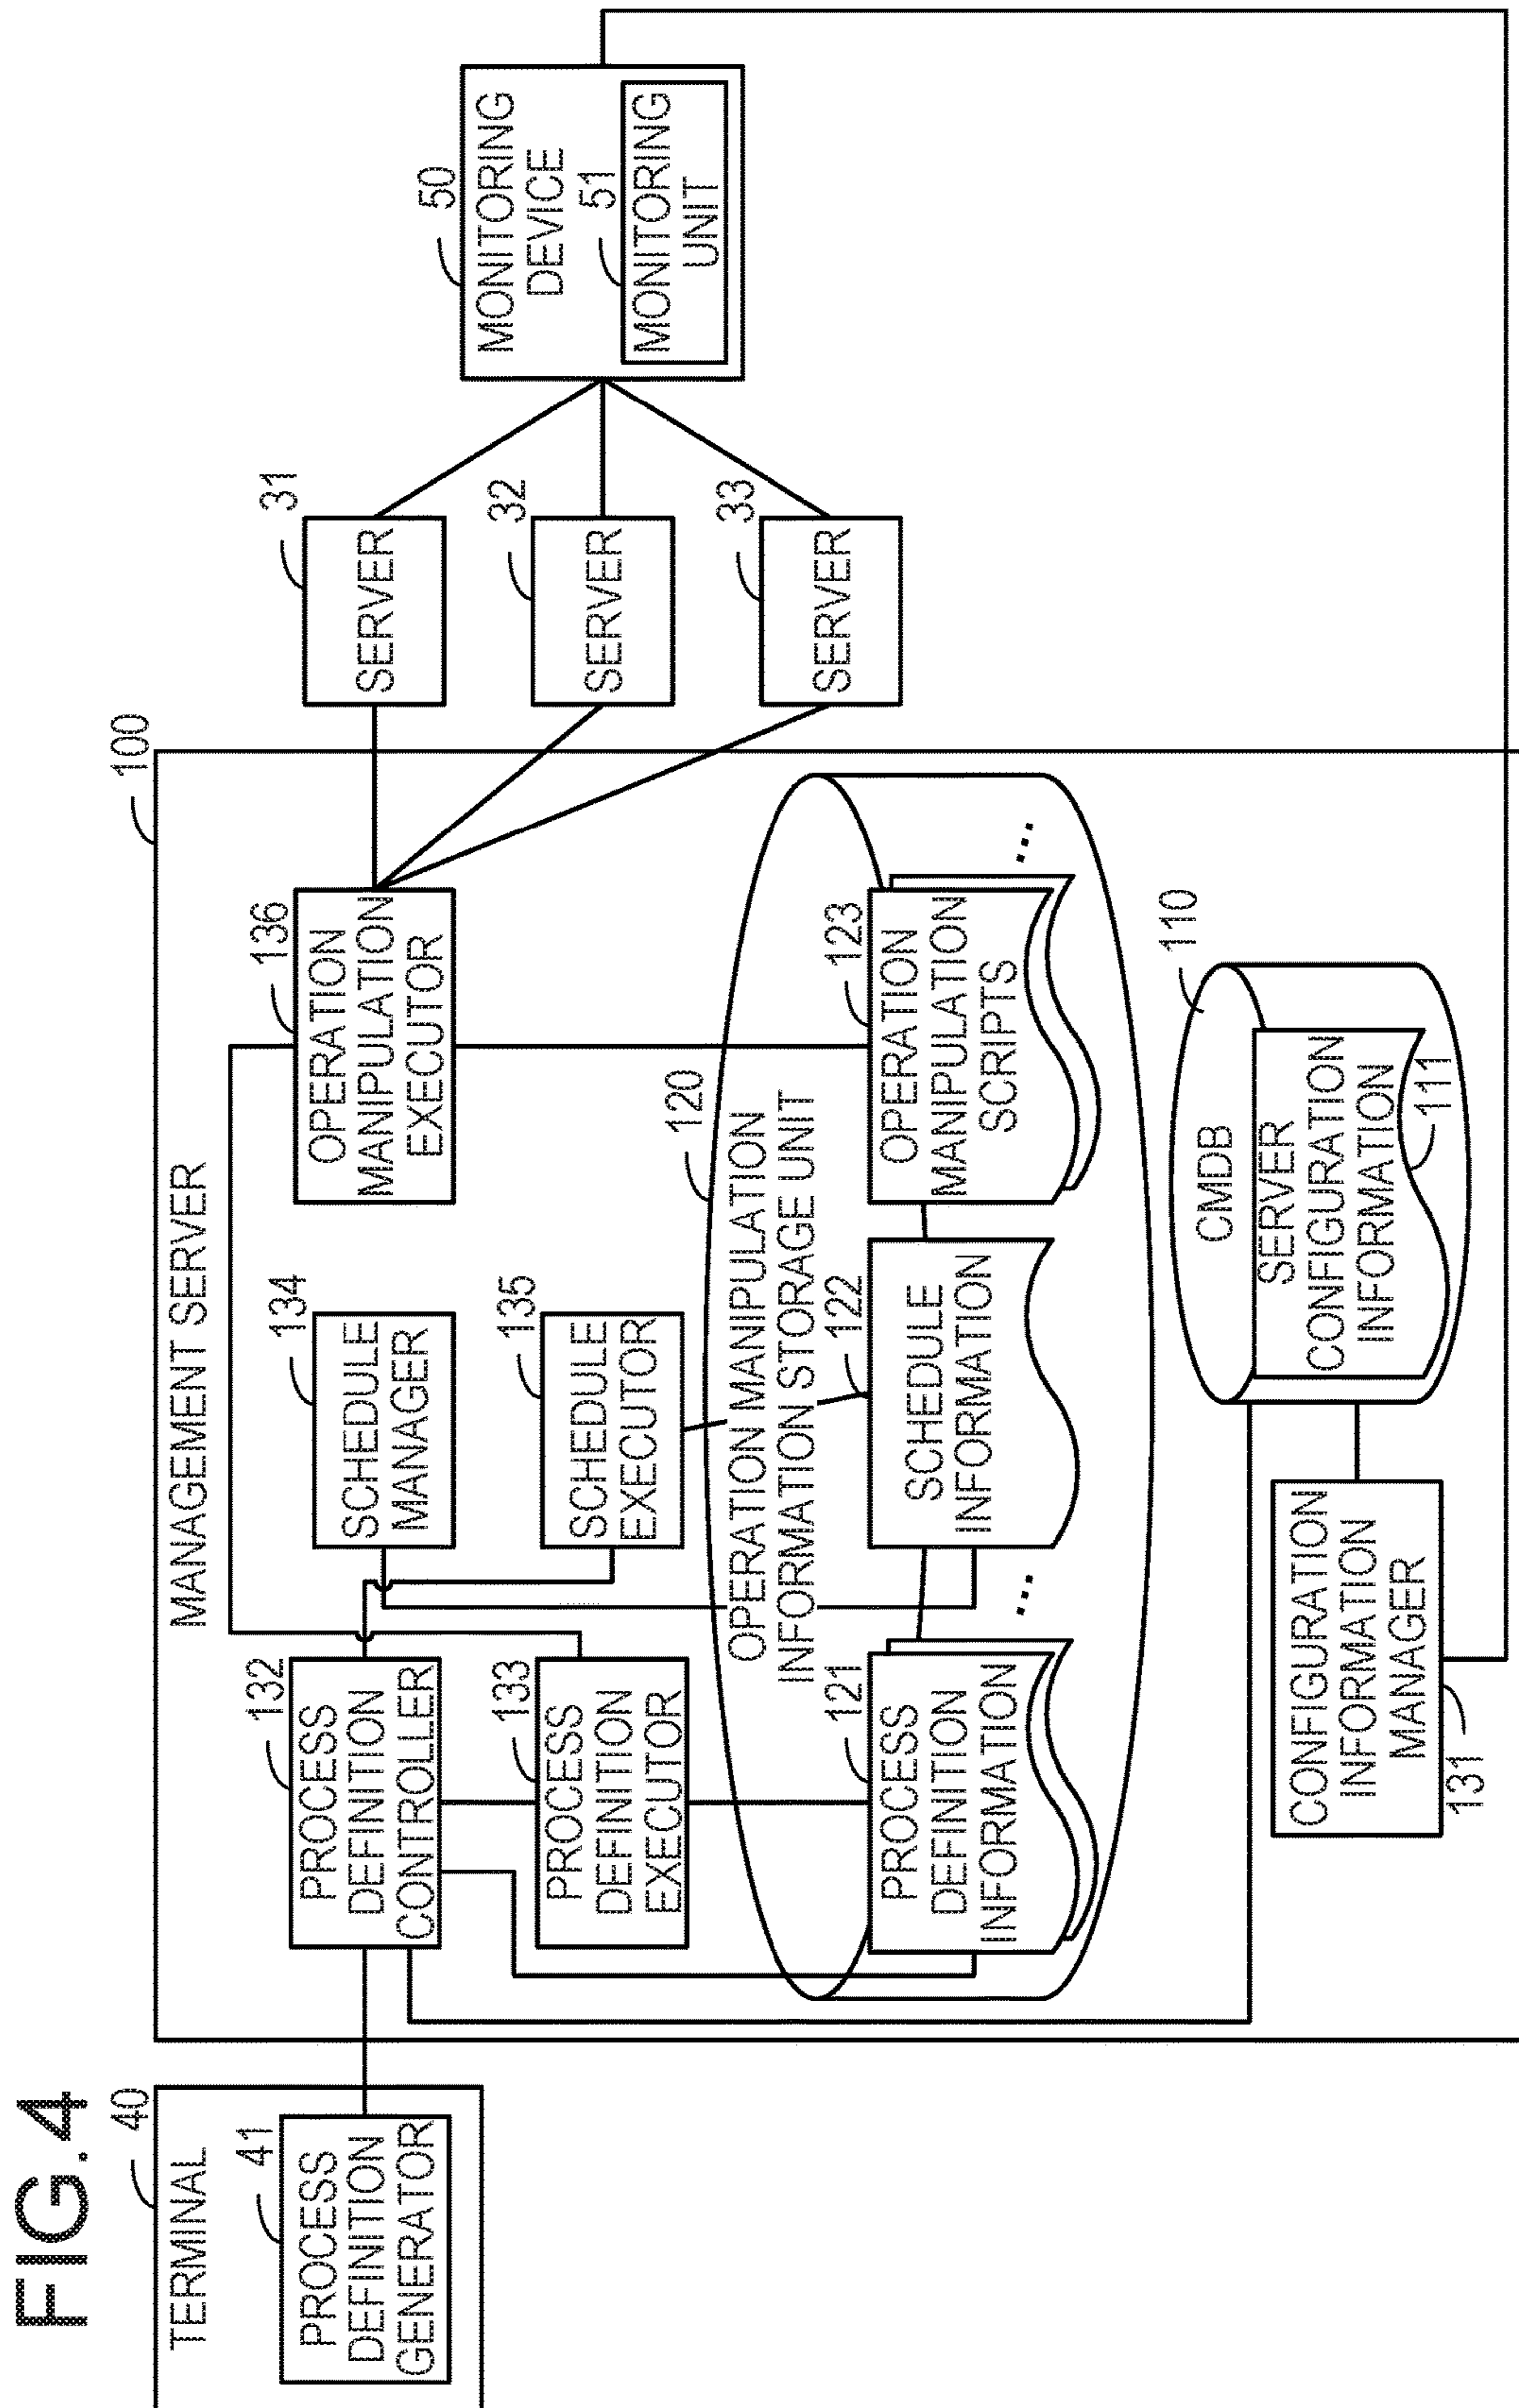 FIG.4
40
TERMINAL
41
PROCESS
DEFINITION
GENERATOR
100
MANAGEMENT SERVER
132
PROCESS
DEFINITION
CONTROLLER
133
PROCESS
DEFINITION
EXECUTOR
134
SCHEDULE
MANAGER
135
SCHEDULE
EXECUTOR
136
OPERATION
MANIPULATION
EXECUTOR
120
OPERATION MANIPULATION
INFORMATION STORAGE UNIT
121
PROCESS
DEFINITION
INFORMATION
...
122
SCHEDULE
INFORMATION
123
OPERATION
MANIPULATION
SCRIPTS
...
110
CMDB
SERVER
CONFIGURATION
INFORMATION
111
CONFIGURATION
INFORMATION
MANAGER
131
31
SERVER
32
SERVER
33
SERVER
50
MONITORING
DEVICE
51
MONITORING
UNIT